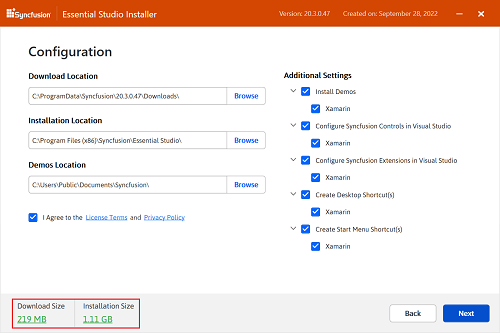 Syncfusion | Essential Studio Installer
Version: 20.3.0.47
Created on: September 28, 2022
Configuration
Download Location
C:\ProgramData\Syncfusion\20.3.0.47\Downloads\
Browse
Installation Location
C:\Program Files (x86)\Syncfusion\Essential Studio\
Browse
Demos Location
C:\Users\Public\Documents\Syncfusion\
Browse
I Agree to the License Terms and Privacy Policy
Additional Settings
Install Demos
Xamarin
Configure Syncfusion Controls in Visual Studio
Xamarin
Configure Syncfusion Extensions in Visual Studio
Xamarin
Create Desktop Shortcut(s)
Xamarin
Create Start Menu Shortcut(s)
Xamarin
Download Size
219 MB
Installation Size
1.11 GB
Back
Next